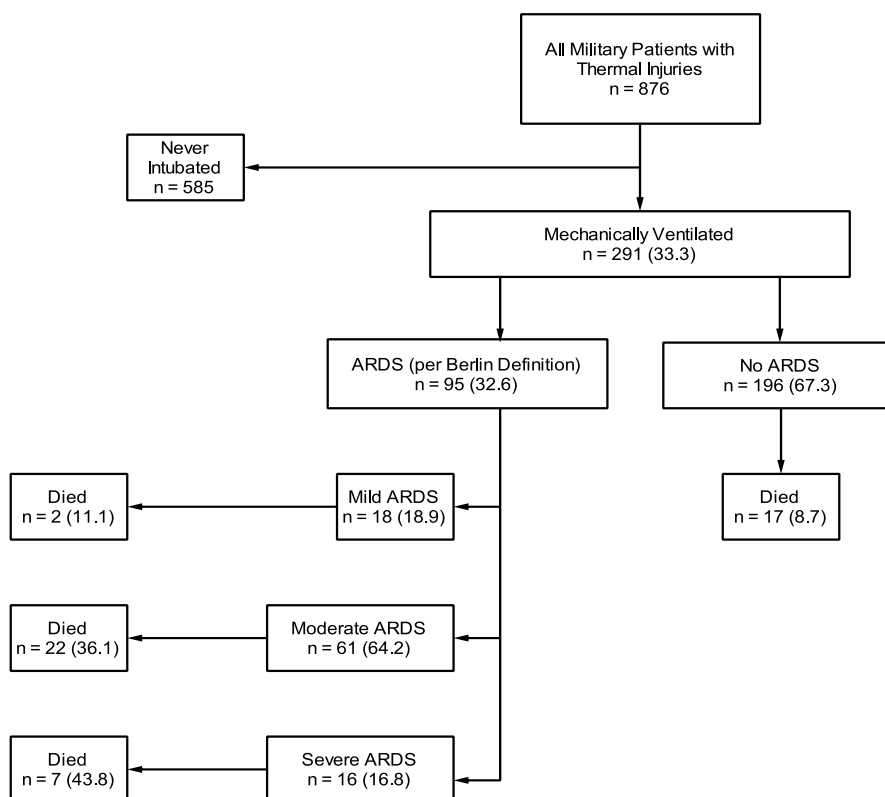 All Military Patients with
Thermal Injuries
n = 876
Never
Intubated
n = 585
Mechanically Ventilated
n = 291 (33.3)
ARDS (per Berlin Definition)
n = 95 (32.6)
No ARDS
n = 196 (67.3)
Died
n = 2 (11.1)
Mild ARDS
n = 18 (18.9)
Died
n = 17 (8.7)
Died
n = 22 (36.1)
Moderate ARDS
n = 61 (64.2)
Died
n = 7 (43.8)
Severe ARDS
n = 16 (16.8)